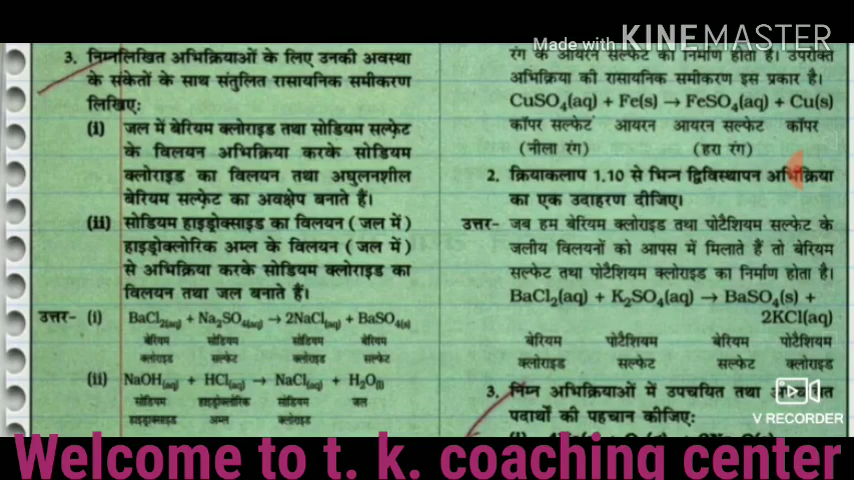 Made with KINEMASTER
3. निम्नलिखित अभिक्रियाओं के लिए उनकी अवस्था
के संकेतों के साथ संतुलित रासायनिक समीकरण
लिखिए:
(i) जल में बेरियम क्लोराइड तथा सोडियम सल्फेट
के विलयन अभिक्रिया करके सोडियम
क्लोराइड का विलयन तथा अघुलनशील
बेरियम सल्फेट का अवक्षेप बनाते हैं।
(ii) सोडियम हाइड्रोक्साइड का विलयन (जल में)
हाइड्रोक्लोरिक अम्ल के विलयन (जल में)
से अभिक्रिया करके सोडियम क्लोराइड का
विलयन तथा जल बनाते हैं।
उत्तर- (i) BaCl2(aq) + Na2SO4(aq) → 2NaCl(aq) + BaSO4(s)
बेरियम सोडियम सोडियम बेरियम
क्लोराइड सल्फेट क्लोराइड सल्फेट
(ii) NaOH(aq) + HCl(aq) → NaCl(aq) + H2O(l)
सोडियम हाइड्रोक्लोरिक सोडियम जल
हाइड्रोक्साइड अम्ल क्लोराइड
रंग के आयरन सल्फेट का निर्माण होता है। उपरोक्त
अभिक्रिया की रासायनिक समीकरण इस प्रकार है।
CuSO4(aq) + Fe(s) → FeSO4(aq) + Cu(s)
कॉपर सल्फेट आयरन आयरन सल्फेट कॉपर
(नीला रंग) (हरा रंग)
2. क्रियाकलाप 1.10 से भिन्न द्विविस्थापन अभिक्रिया
का एक उदाहरण दीजिए।
उत्तर- जब हम बेरियम क्लोराइड तथा पोटैशियम सल्फेट के
जलीय विलयनों को आपस में मिलाते हैं तो बेरियम
सल्फेट तथा पोटैशियम क्लोराइड का निर्माण होता है।
BaCl2(aq) + K2SO4(aq) → BaSO4(s) +
2KCl(aq)
बेरियम पोटैशियम बेरियम पोटैशियम
क्लोराइड सल्फेट सल्फेट क्लोराइड
3. निम्न अभिक्रियाओं में उपचयित तथा
पदार्थों की पहचान कीजिए:
V RECORDER
Welcome to t. k. coaching center